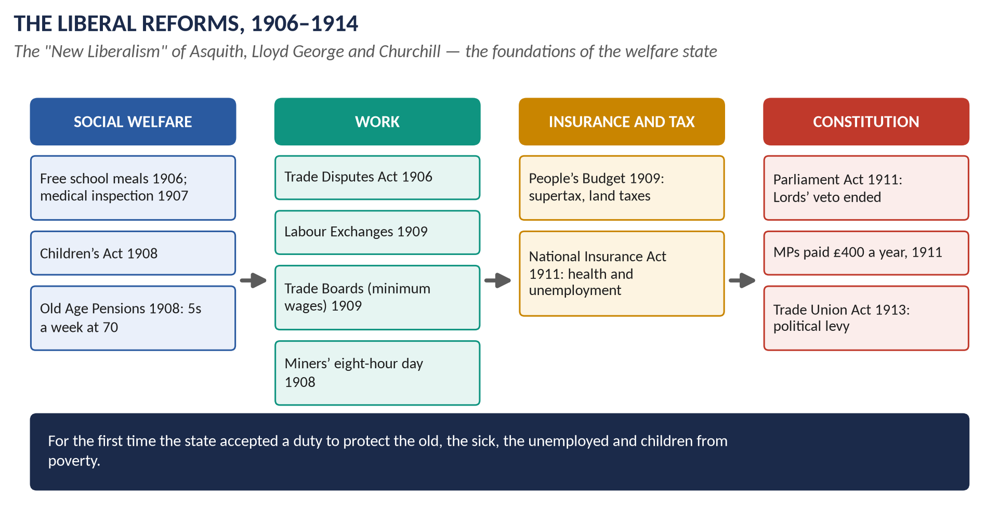 THE LIBERAL REFORMS, 1906–1914
The "New Liberalism" of Asquith, Lloyd George and Churchill — the foundations of the welfare state
SOCIAL WELFARE
Free school meals 1906;
medical inspection 1907
Children’s Act 1908
Old Age Pensions 1908: 5s
a week at 70
WORK
Trade Disputes Act 1906
Labour Exchanges 1909
Trade Boards (minimum
wages) 1909
Miners’ eight-hour day
1908
INSURANCE AND TAX
People’s Budget 1909:
supertax, land taxes
National Insurance Act
1911: health and
unemployment
CONSTITUTION
Parliament Act 1911:
Lords’ veto ended
MPs paid £400 a year, 1911
Trade Union Act 1913:
political levy
For the first time the state accepted a duty to protect the old, the sick, the unemployed and children from
poverty.